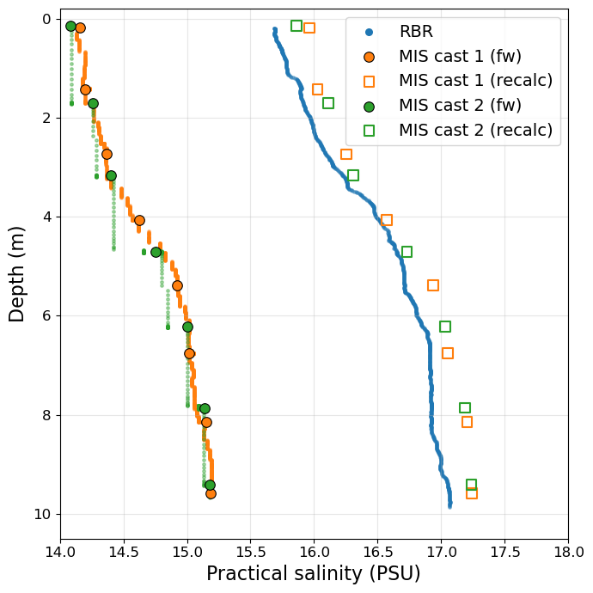 RBR
MIS cast 1 (fw)
MIS cast 1 (recalc)
MIS cast 2 (fw)
MIS cast 2 (recalc)
0
2
4
6
8
10
Depth (m)
14.0 14.5 15.0 15.5 16.0 16.5 17.0 17.5 18.0
Practical salinity (PSU)